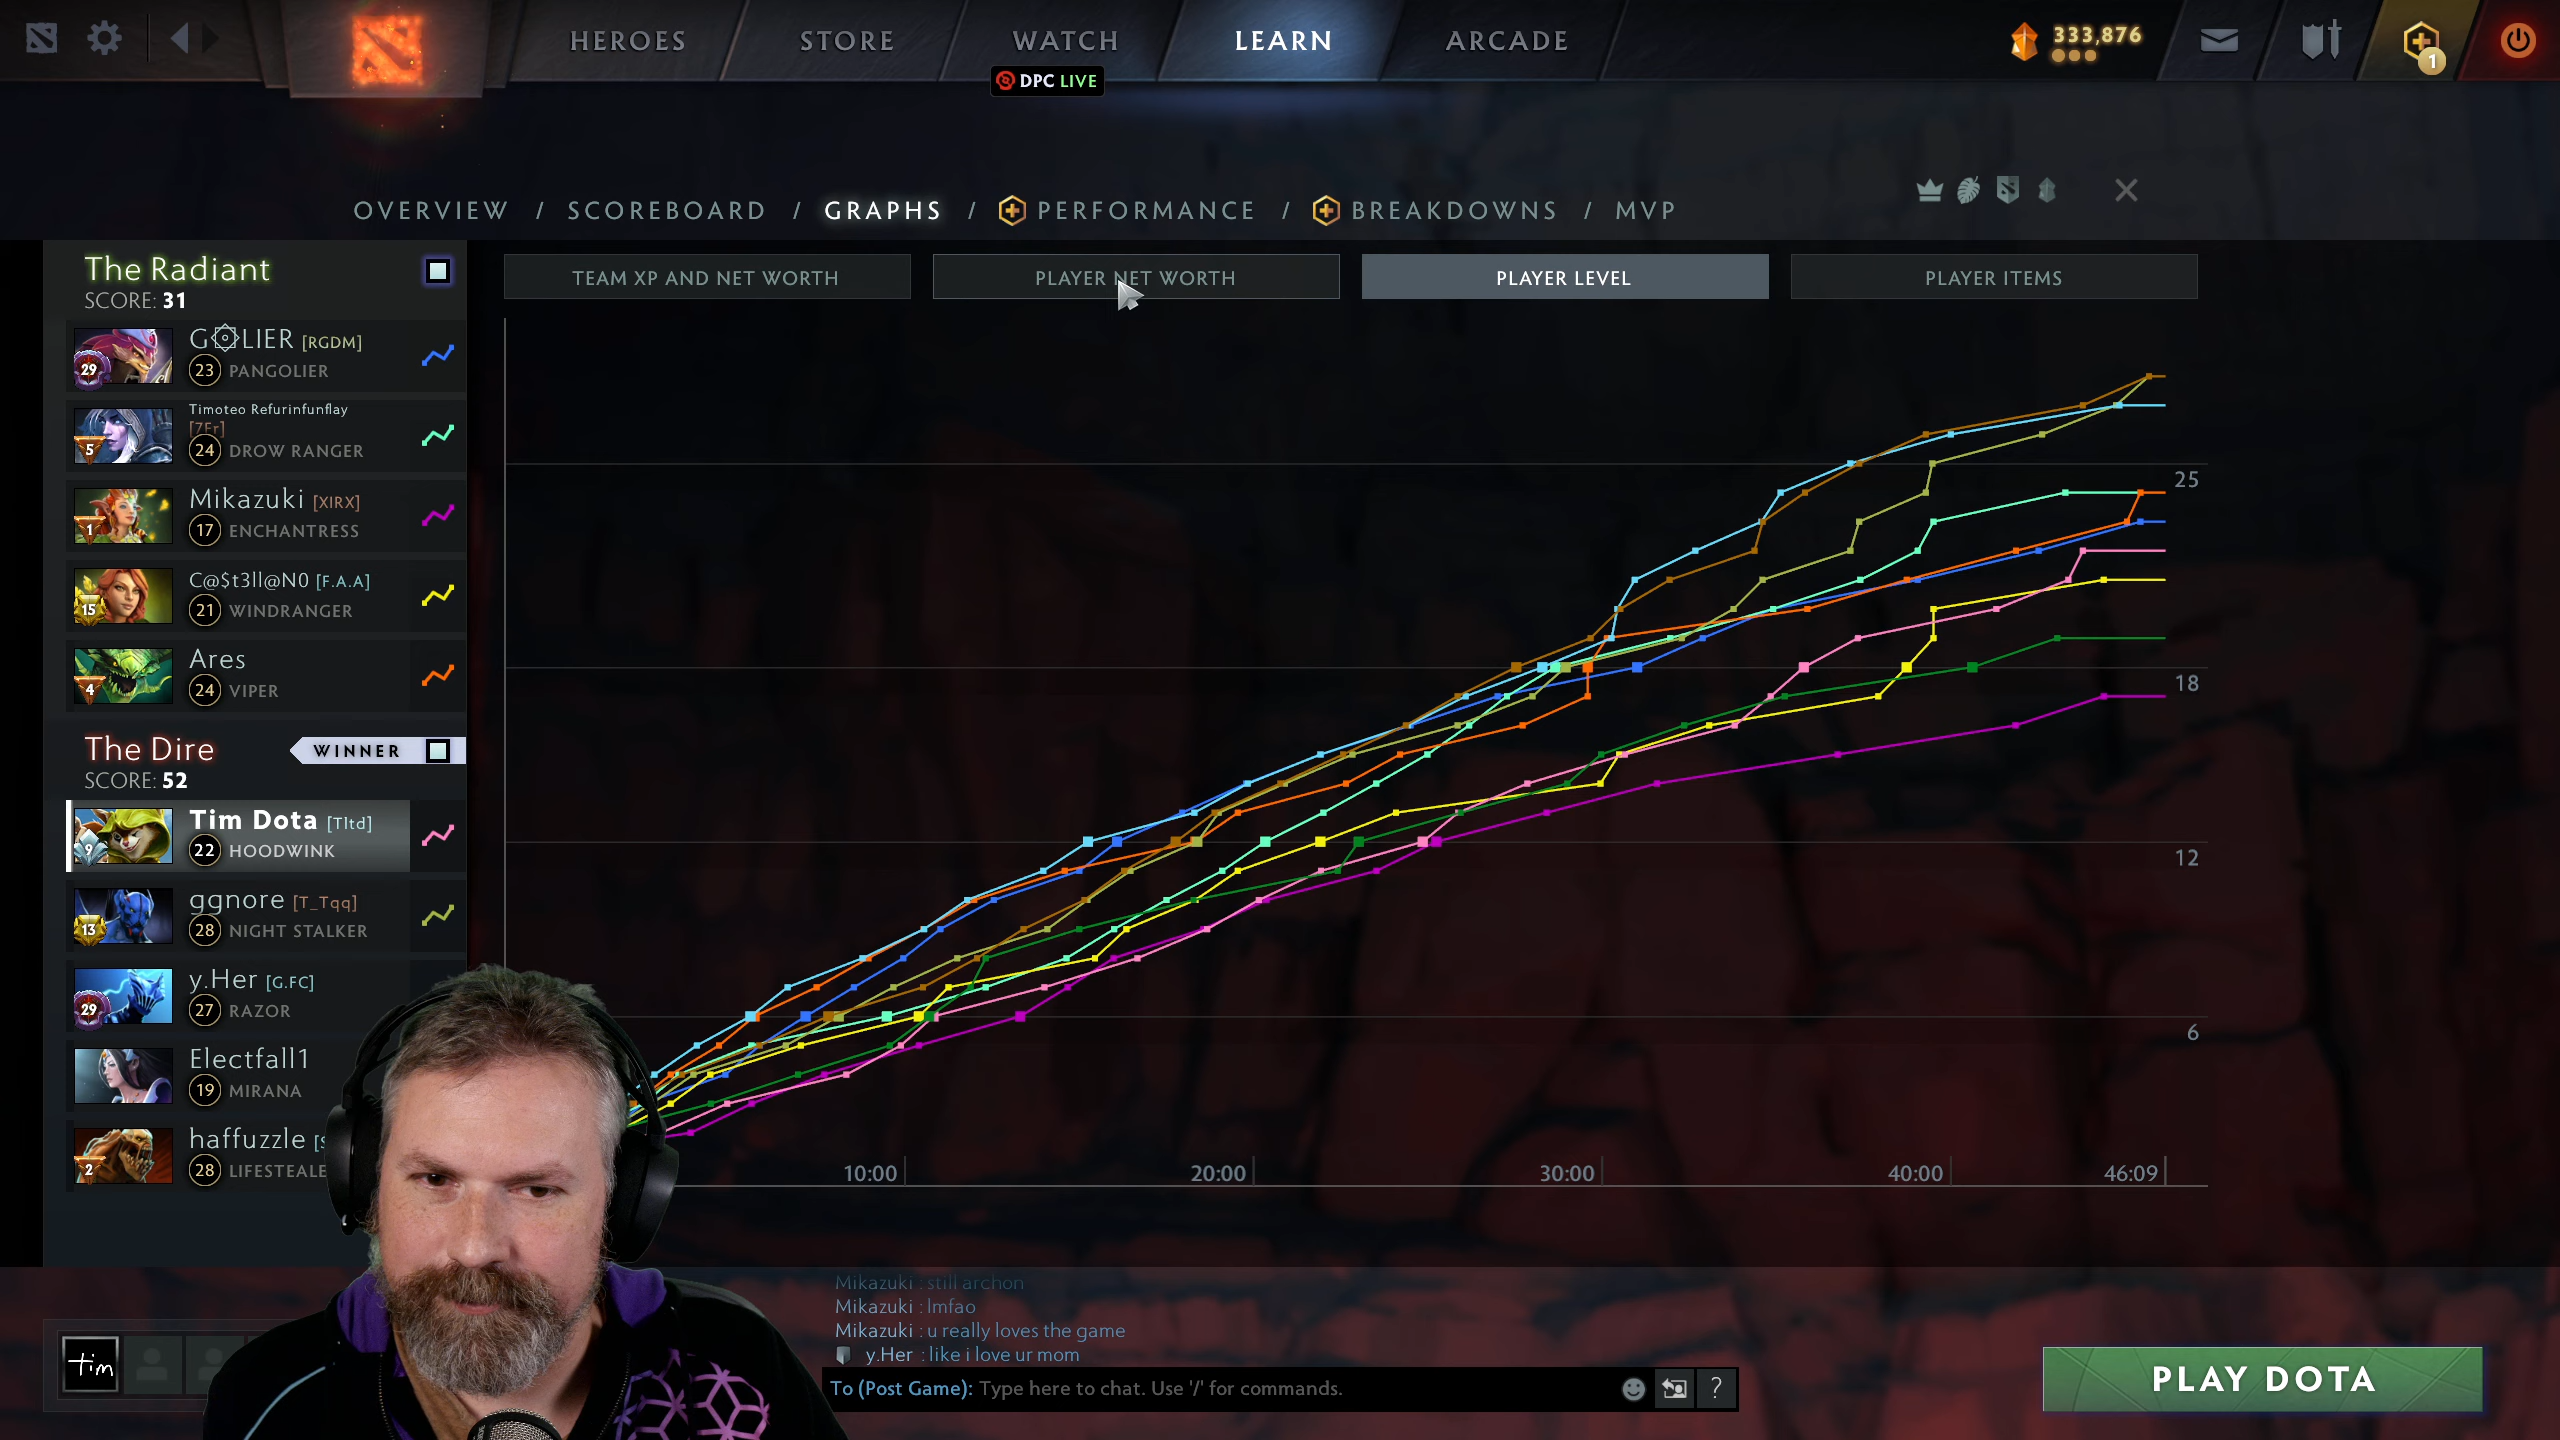 HEROES STORE WATCH LEARN ARCADE
333,876
1
DPC LIVE
OVERVIEW / SCOREBOARD / GRAPHS / PERFORMANCE / BREAKDOWNS / MVP
The Radiant
SCORE: 31
TEAM XP AND NET WORTH PLAYER NET WORTH PLAYER LEVEL PLAYER ITEMS
[RGDM]
29 23 PANGOLIER
Timoteo Refurinfunflay
[7Fr]
5 24 DROW RANGER
Mikazuki [XIRX]
1 17 ENCHANTRESS
C@$t3ll@N0 [F.A.A]
15 21 WINDRANGER
Ares
4 24 VIPER
The Dire WINNER
SCORE: 52
Tim Dota [TItd]
9 22 HOODWINK
ggnore [T_Tqq]
13 28 NIGHT STALKER
y.Her [G.FC]
29 27 RAZOR
Electfall1
19 MIRANA
haffuzzle [s
2 28 LIFESTEALE
25
18
12
6
10:00 20:00 30:00 40:00 46:09
Mikazuki : still archon
Mikazuki : lmfao
Mikazuki : u really loves the game
y.Her : like i love ur mom
To (Post Game): Type here to chat. Use '/' for commands.
?
tim
PLAY DOTA